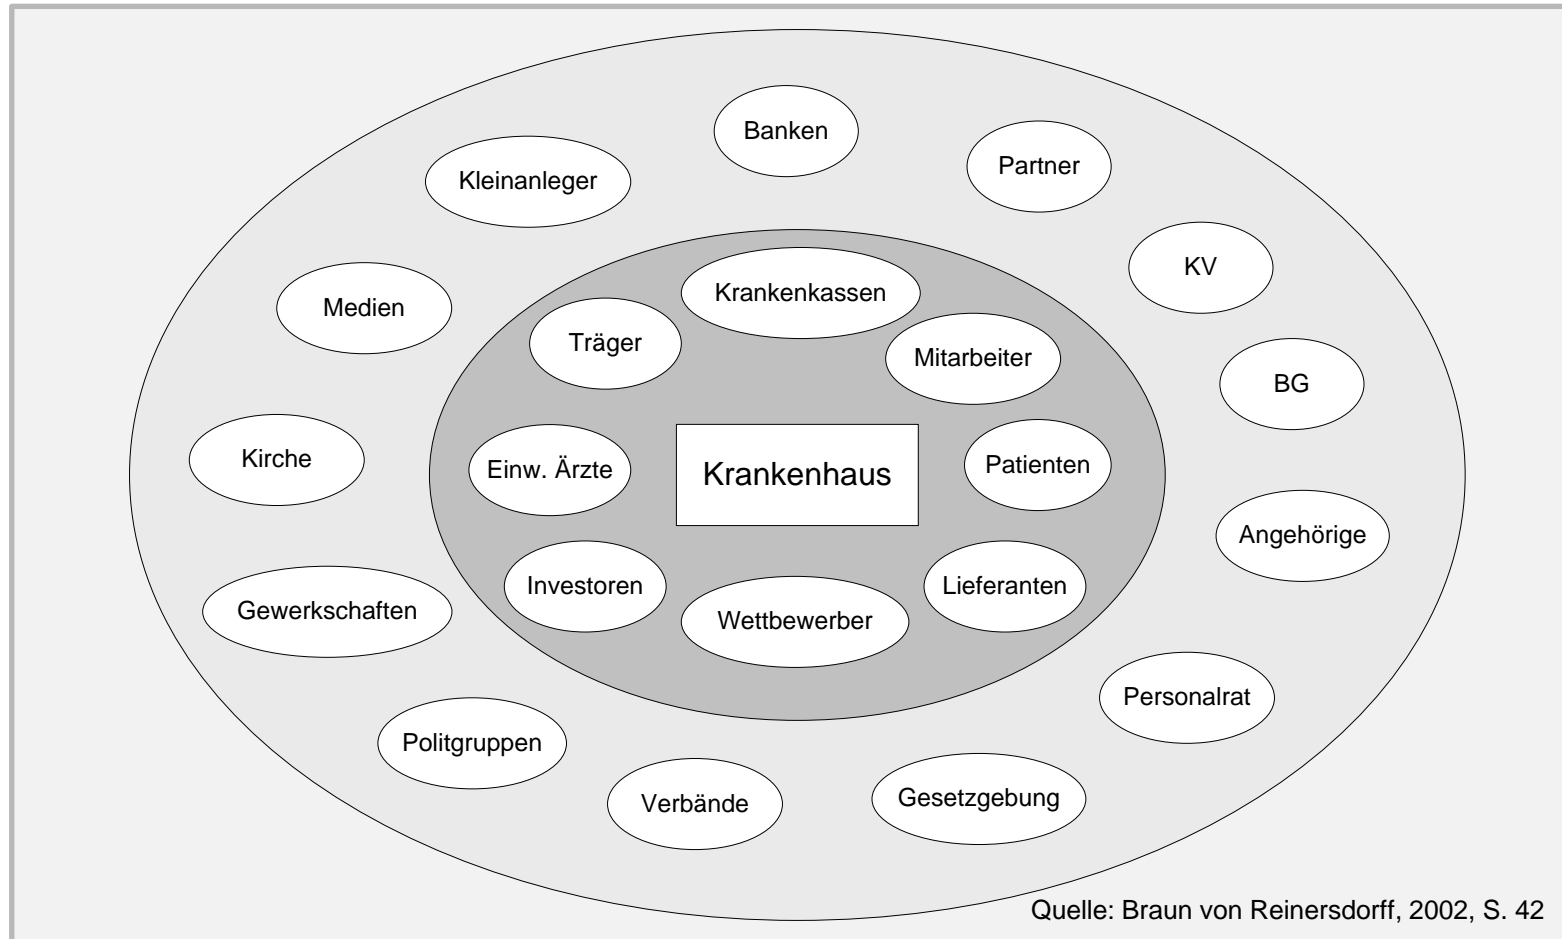 Banken
Partner
Kleinanleger
KV
Krankenkassen
Medien
Träger
Mitarbeiter
BG
Kirche
Einw. Ärzte
Krankenhaus
Patienten
Angehörige
Investoren
Lieferanten
Gewerkschaften
Wettbewerber
Personalrat
Politgruppen
Verbände
Gesetzgebung
Quelle: Braun von Reinersdorff, 2002, S. 42